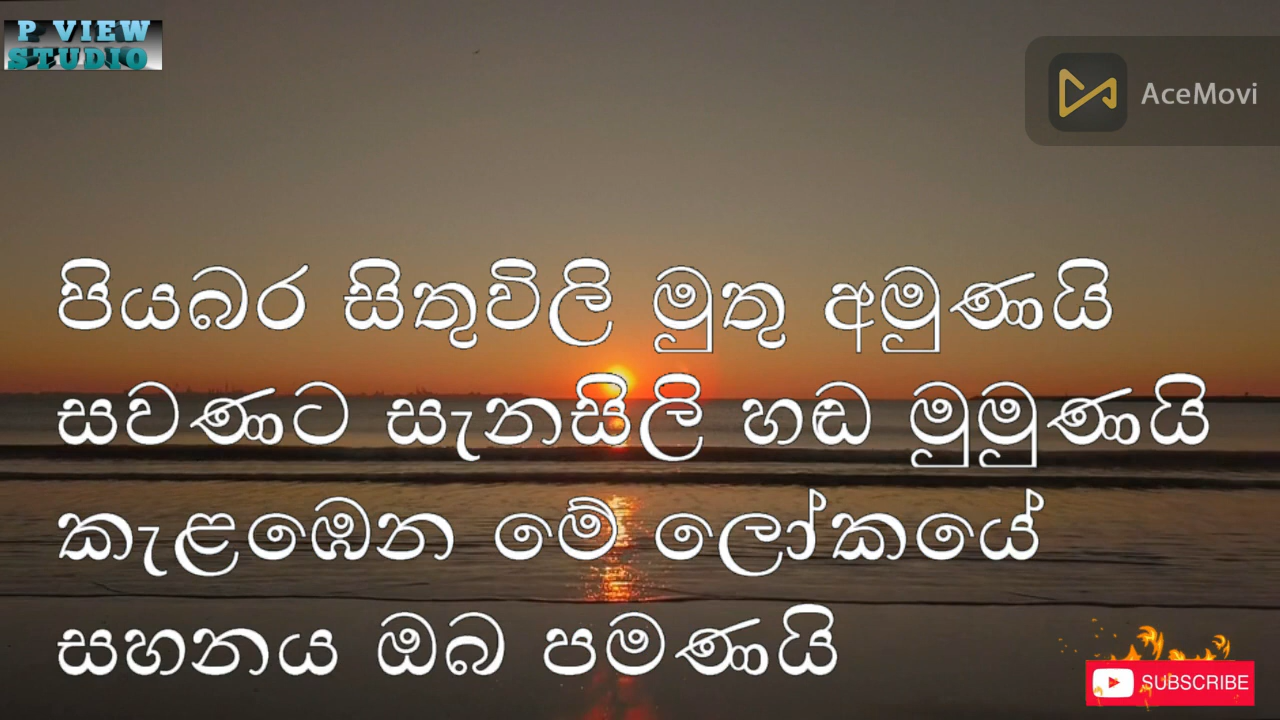 P VIEW
STUDIO
AceMovi
පියබර සිතුවිලි මුතු අමුණයි
සවණට සැනසිලි හඬ මුමුණයි
කැළඹෙන මේ ලෝකයේ
සහනය ඔබ පමණයි
SUBSCRIBE